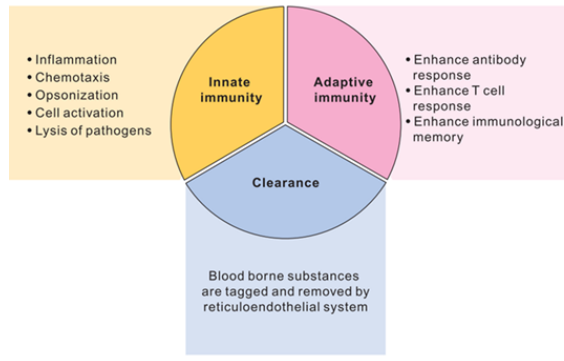 • Inflammation
• Chemotaxis
• Opsonization
• Cell activation
• Lysis of pathogens
Innate
immunity
Adaptive
immunity
• Enhance antibody
response
• Enhance T cell
response
• Enhance immunological
memory
Clearance
Blood borne substances
are tagged and removed by
reticuloendothelial system